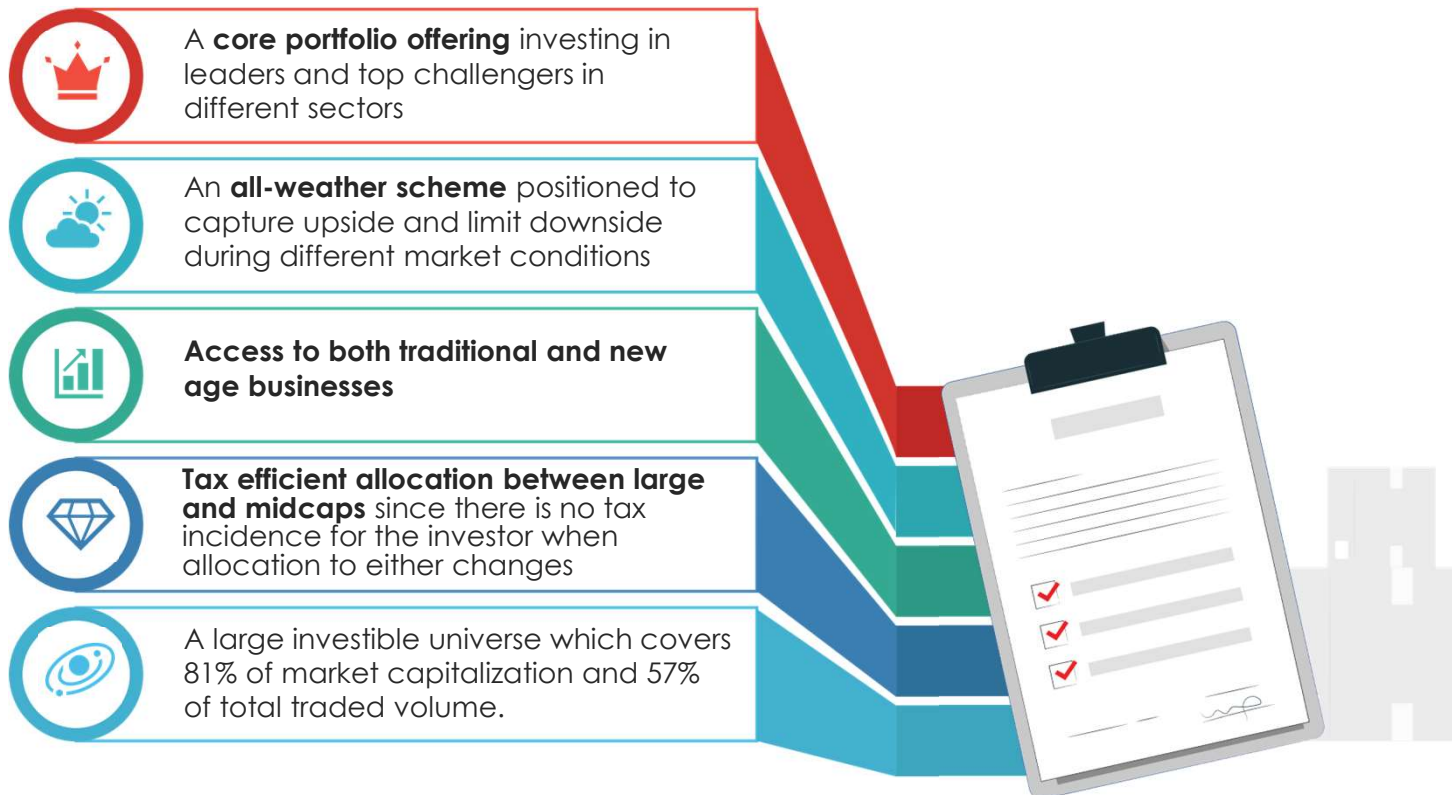 A core portfolio offering investing in
leaders and top challengers in
different sectors
An all-weather scheme positioned to
capture upside and limit downside
during different market conditions
Access to both traditional and new
age businesses
Tax efficient allocation between large
and midcaps since there is no tax
incidence for the investor when
allocation to either changes
A large investible universe which covers
81% of market capitalization and 57%
of total traded volume.